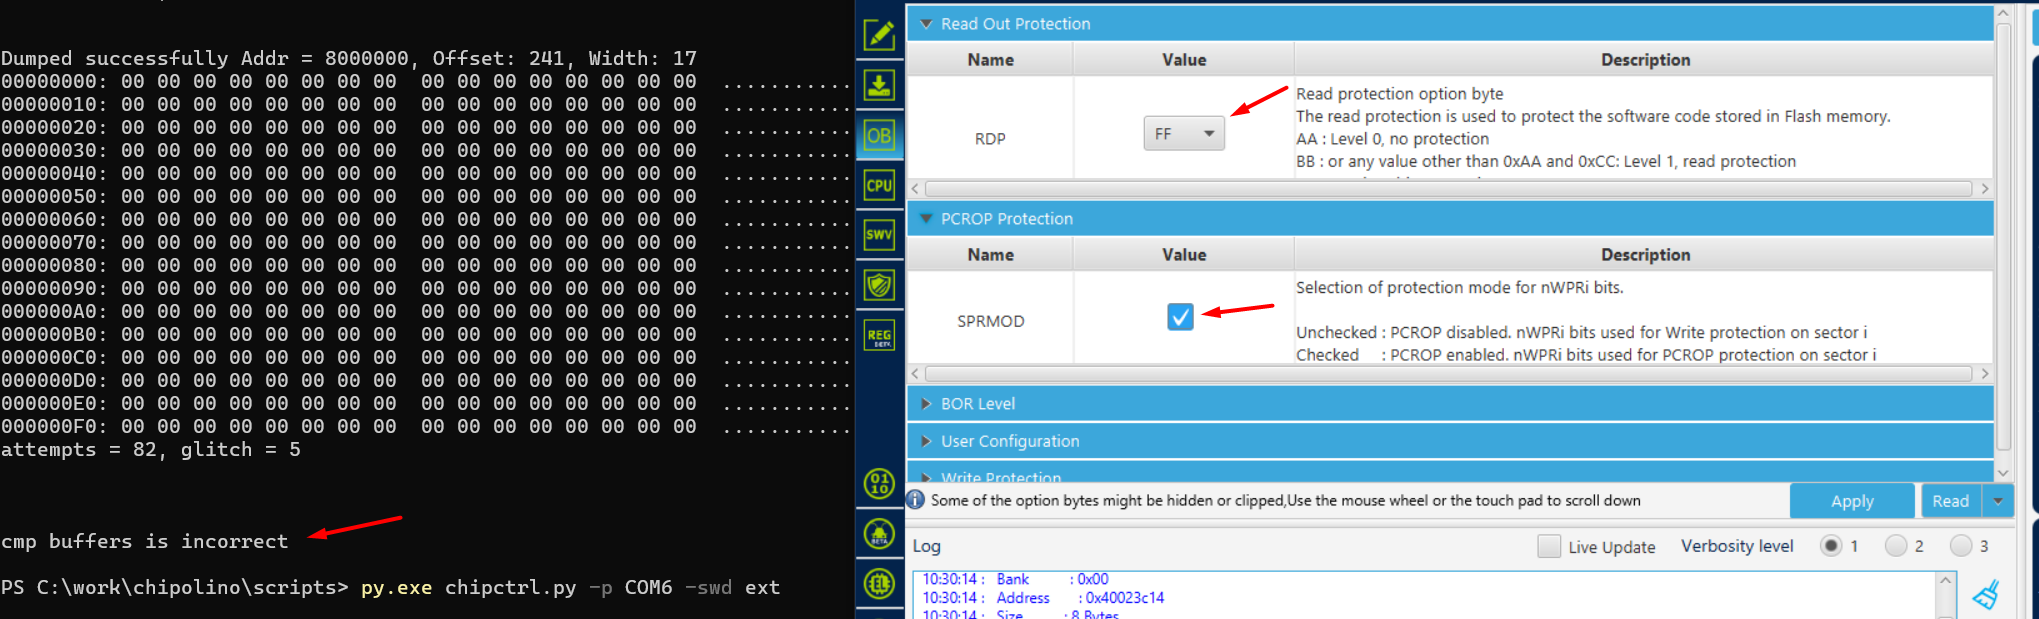 Dumped successfully Addr = 8000000, Offset: 241, Width: 17
00000000: 00 00 00 00 00 00 00 00  00 00 00 00 00 00 00 00  ...........
00000010: 00 00 00 00 00 00 00 00  00 00 00 00 00 00 00 00  ...........
00000020: 00 00 00 00 00 00 00 00  00 00 00 00 00 00 00 00  ...........
00000030: 00 00 00 00 00 00 00 00  00 00 00 00 00 00 00 00  ...........
00000040: 00 00 00 00 00 00 00 00  00 00 00 00 00 00 00 00  ...........
00000050: 00 00 00 00 00 00 00 00  00 00 00 00 00 00 00 00  ...........
00000060: 00 00 00 00 00 00 00 00  00 00 00 00 00 00 00 00  ...........
00000070: 00 00 00 00 00 00 00 00  00 00 00 00 00 00 00 00  ...........
00000080: 00 00 00 00 00 00 00 00  00 00 00 00 00 00 00 00  ...........
00000090: 00 00 00 00 00 00 00 00  00 00 00 00 00 00 00 00  ...........
000000A0: 00 00 00 00 00 00 00 00  00 00 00 00 00 00 00 00  ...........
000000B0: 00 00 00 00 00 00 00 00  00 00 00 00 00 00 00 00  ...........
000000C0: 00 00 00 00 00 00 00 00  00 00 00 00 00 00 00 00  ...........
000000D0: 00 00 00 00 00 00 00 00  00 00 00 00 00 00 00 00  ...........
000000E0: 00 00 00 00 00 00 00 00  00 00 00 00 00 00 00 00  ...........
000000F0: 00 00 00 00 00 00 00 00  00 00 00 00 00 00 00 00  ...........
attempts = 82, glitch = 5
cmp buffers is incorrect
PS C:\work\chipolino\scripts> py.exe chipctrl.py -p COM6 -swd ext
OB
CPU
SWV
REG
BETA
01
10
BETA
EL
Read Out Protection
Name Value Description
RDP
FF
Read protection option byte
The read protection is used to protect the software code stored in Flash memory.
AA : Level 0, no protection
BB : or any value other than 0xAA and 0xCC: Level 1, read protection
PCROP Protection
Name Value Description
SPRMOD
Selection of protection mode for nWPRi bits.
Unchecked : PCROP disabled. nWPRi bits used for Write protection on sector i
Checked : PCROP enabled. nWPRi bits used for PCROP protection on sector i
BOR Level
User Configuration
Write Protection
Some of the option bytes might be hidden or clipped,Use the mouse wheel or the touch pad to scroll down
Apply Read
Log Live Update Verbosity level 1 2 3
10:30:14 : Bank : 0x00
10:30:14 : Address : 0x40023c14
10:30:14 : Size : 8 Bytes